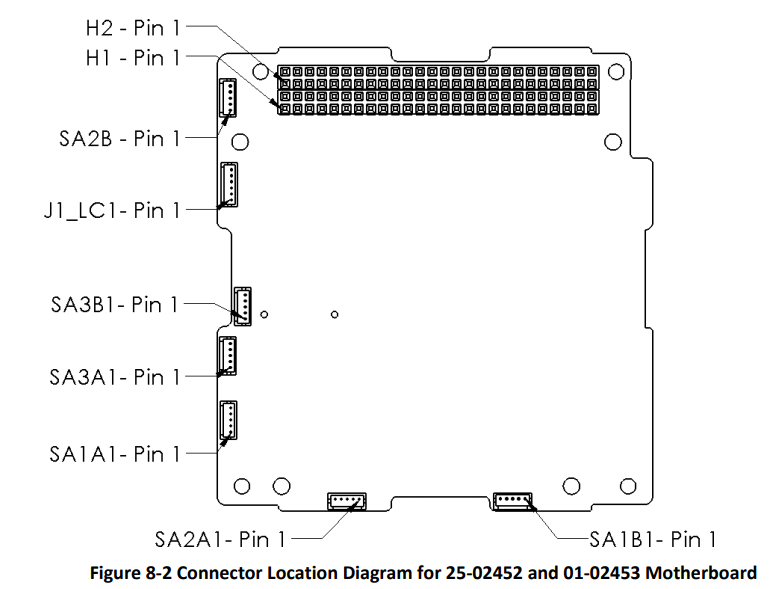 H2 - Pin 1
H1 - Pin 1
SA2B - Pin 1
J1_LC1- Pin 1
SA3B1- Pin 1
SA3A1- Pin 1
SA1A1- Pin 1
SA2A1- Pin 1
SA1B1- Pin 1
Figure 8-2 Connector Location Diagram for 25-02452 and 01-02453 Motherboard